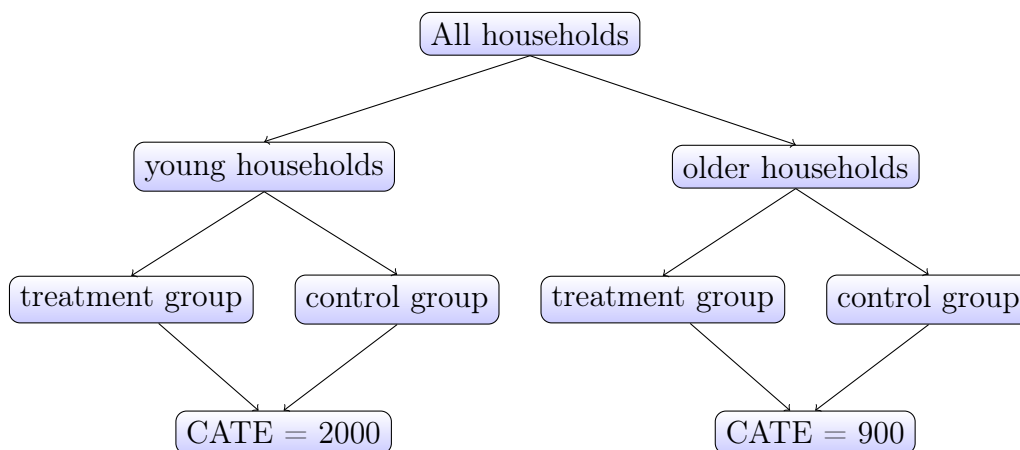 All households
young households
older households
treatment group
control group
treatment group
control group
CATE = 2000
CATE = 900